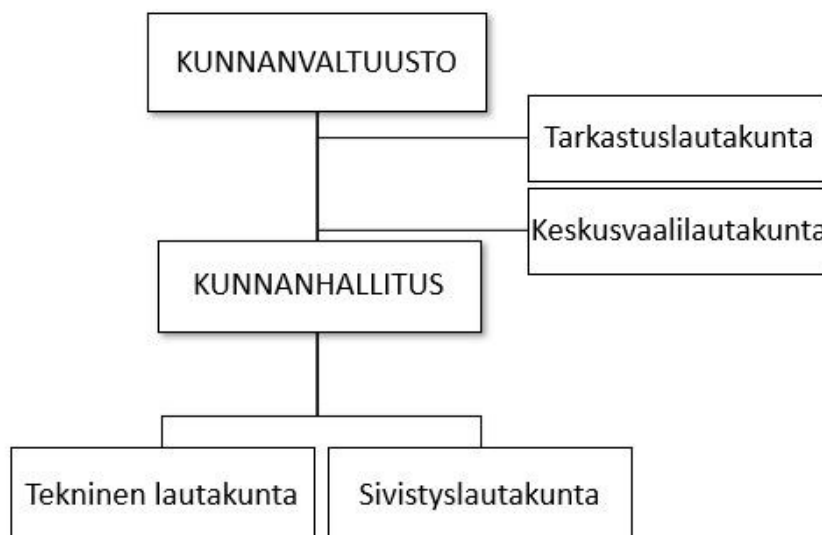 KUNNANVALTUUSTO
Tarkastuslautakunta
Keskusvaalilautakunta
KUNNANHALLITUS
Tekninen lautakunta
Sivistyslautakunta